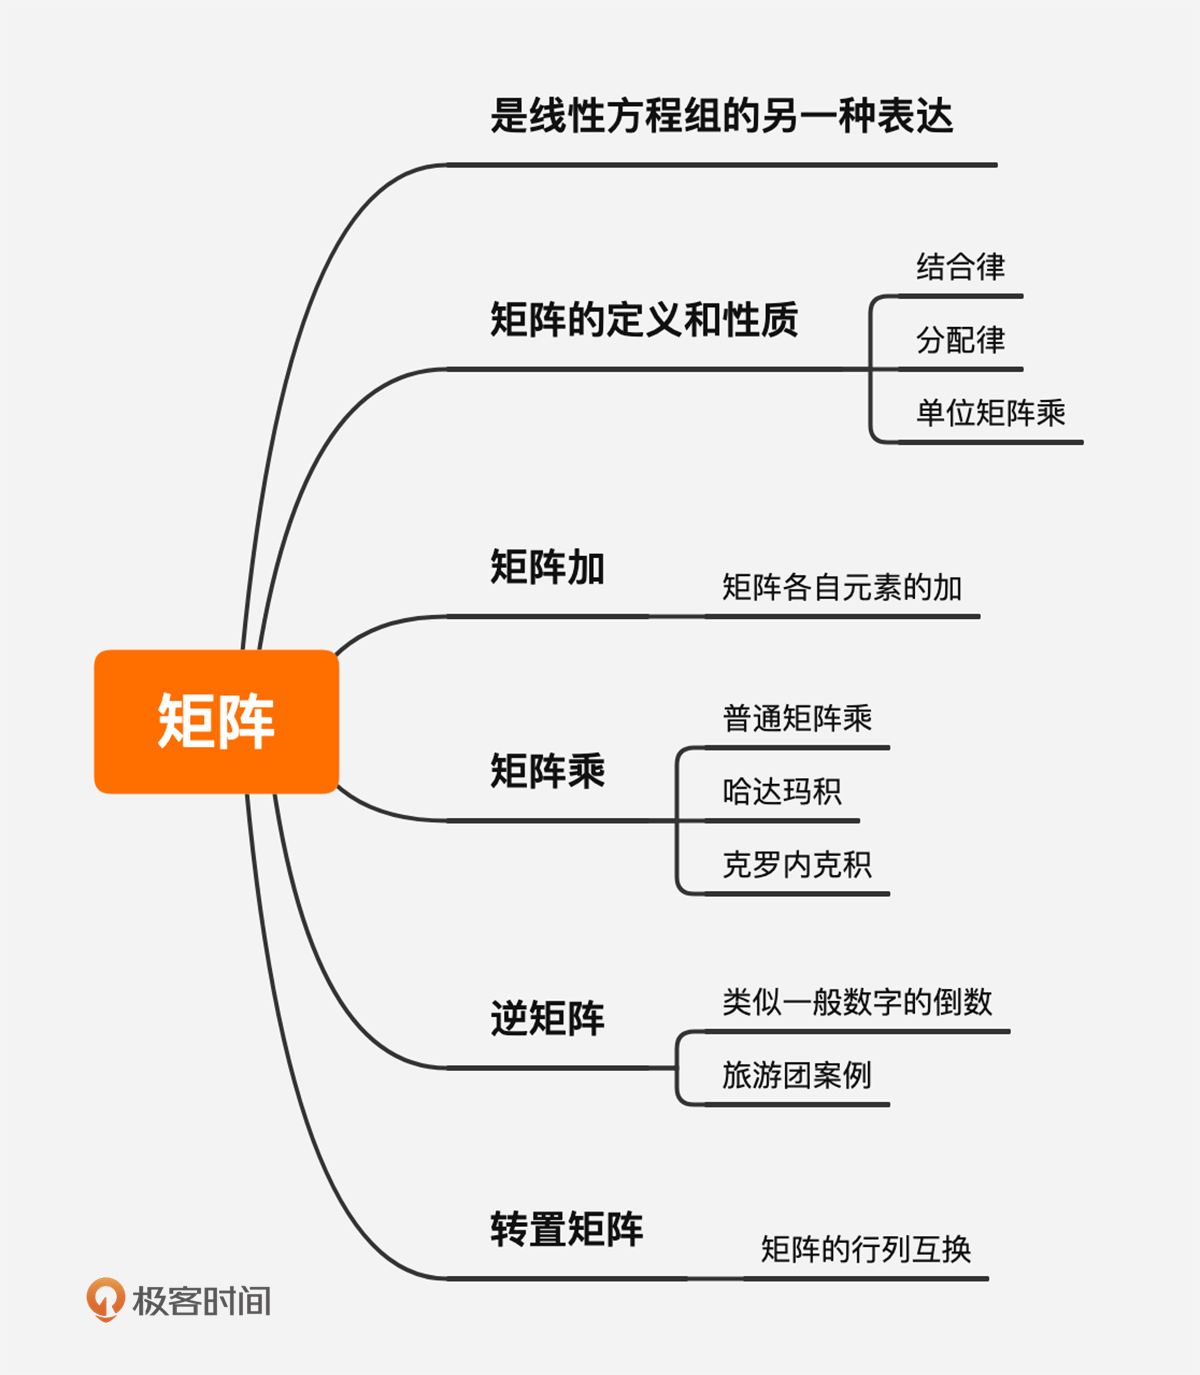 是线性方程组的另一种表达
矩阵的定义和性质
结合律
分配律
单位矩阵乘
矩阵加
矩阵各自元素的加
矩阵
矩阵乘
普通矩阵乘
哈达玛积
克罗内克积
逆矩阵
类似一般数字的倒数
旅游团案例
转置矩阵
矩阵的行列互换
极客时间